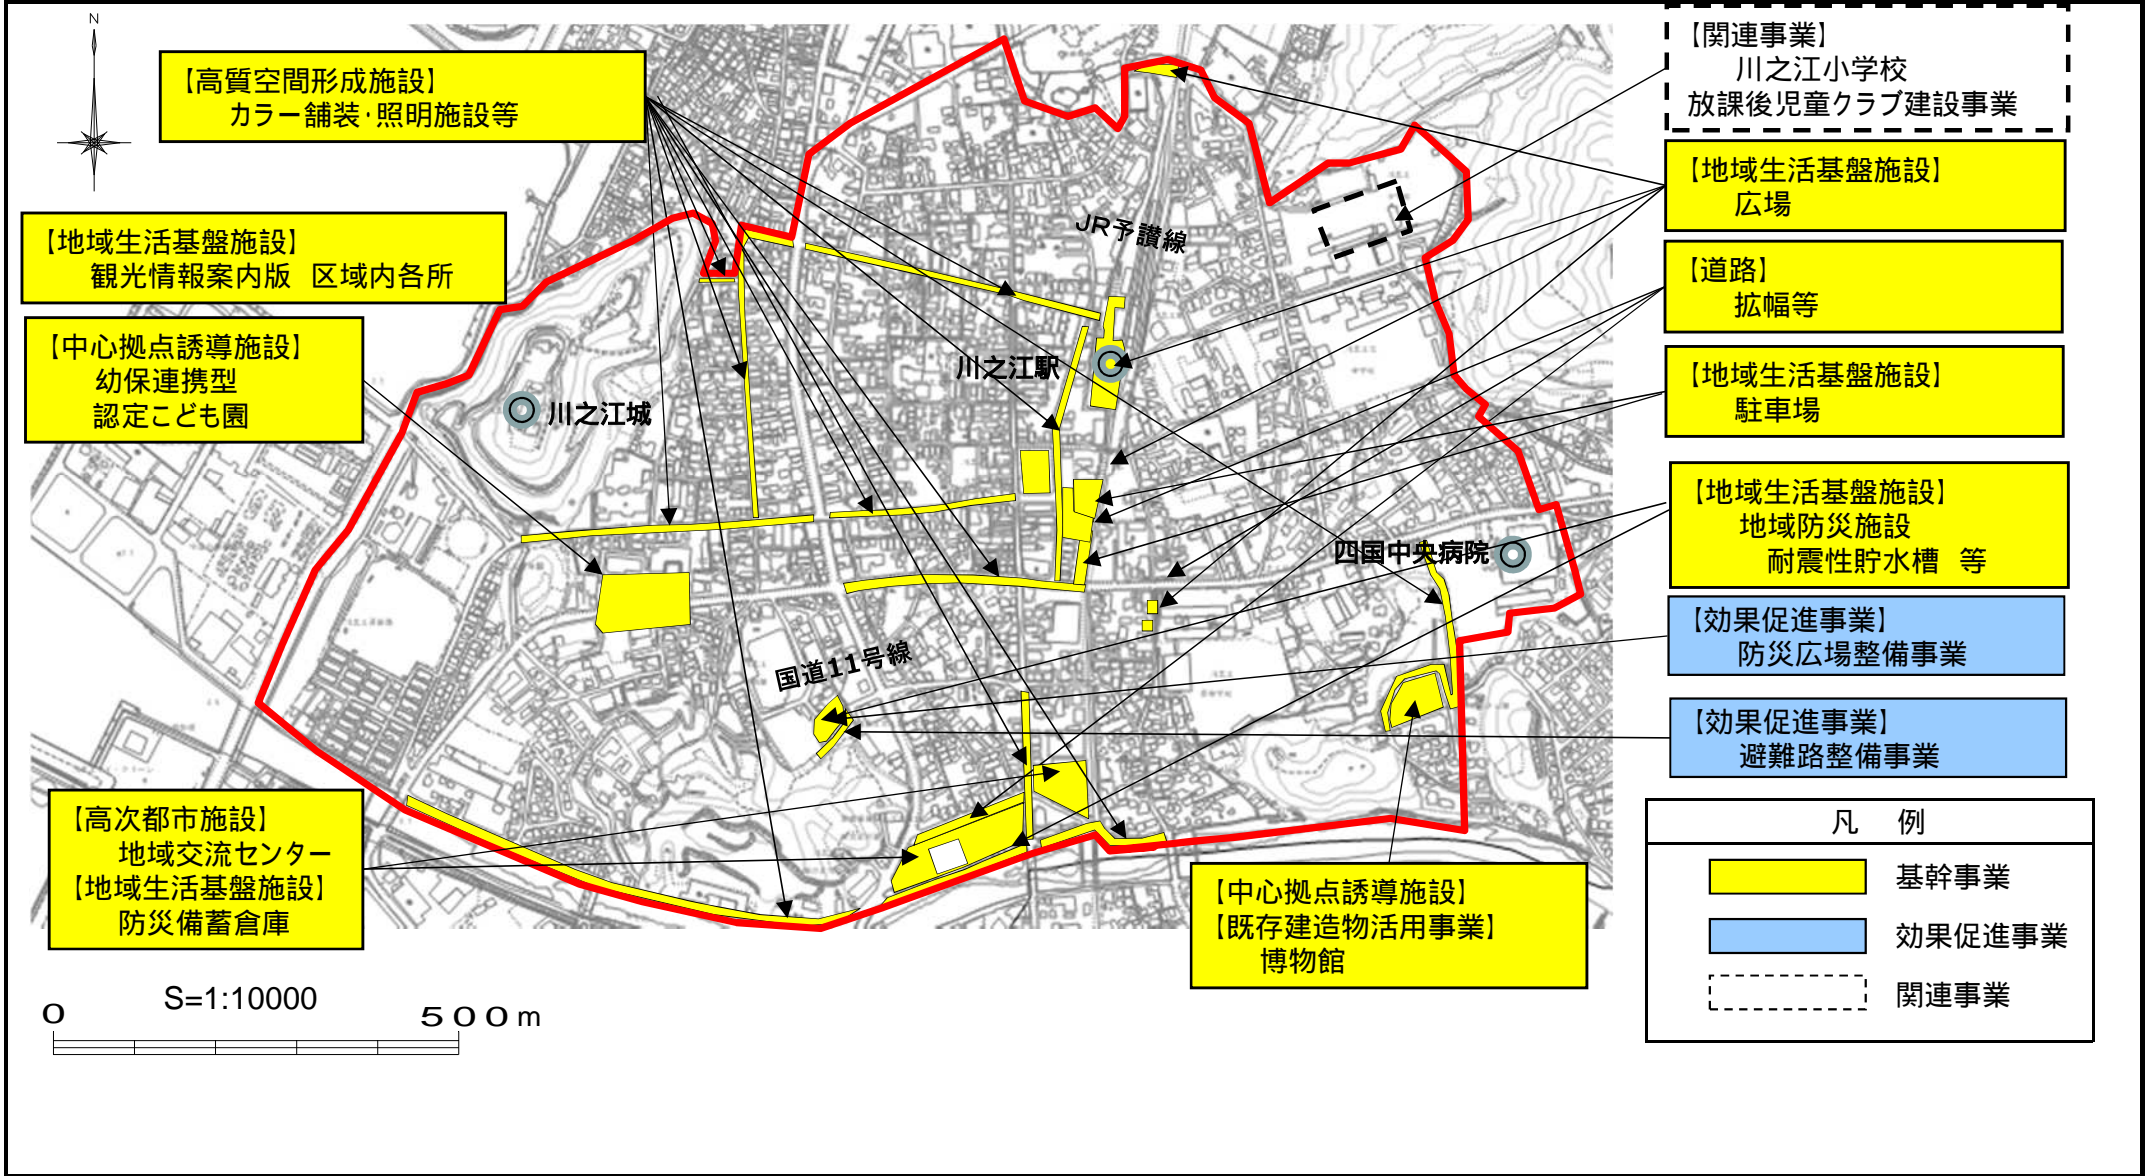 N
【高質空間形成施設】
カラー舗装･照明施設等
【地域生活基盤施設】
観光情報案内版 区域内各所
【中心拠点誘導施設】
幼保連携型
認定こども園
【高次都市施設】
地域交流センター
【地域生活基盤施設】
防災備蓄倉庫
S=1:10000
0
500m
JR予讃線
川之江駅
川之江城
四国中央病院
国道11号線
【関連事業】
川之江小学校
放課後児童クラブ建設事業
【地域生活基盤施設】
広場
【道路】
拡幅等
【地域生活基盤施設】
駐車場
【地域生活基盤施設】
地域防災施設
耐震性貯水槽 等
【効果促進事業】
防災広場整備事業
【効果促進事業】
避難路整備事業
【中心拠点誘導施設】
【既存建造物活用事業】
博物館
凡 例
基幹事業
効果促進事業
関連事業